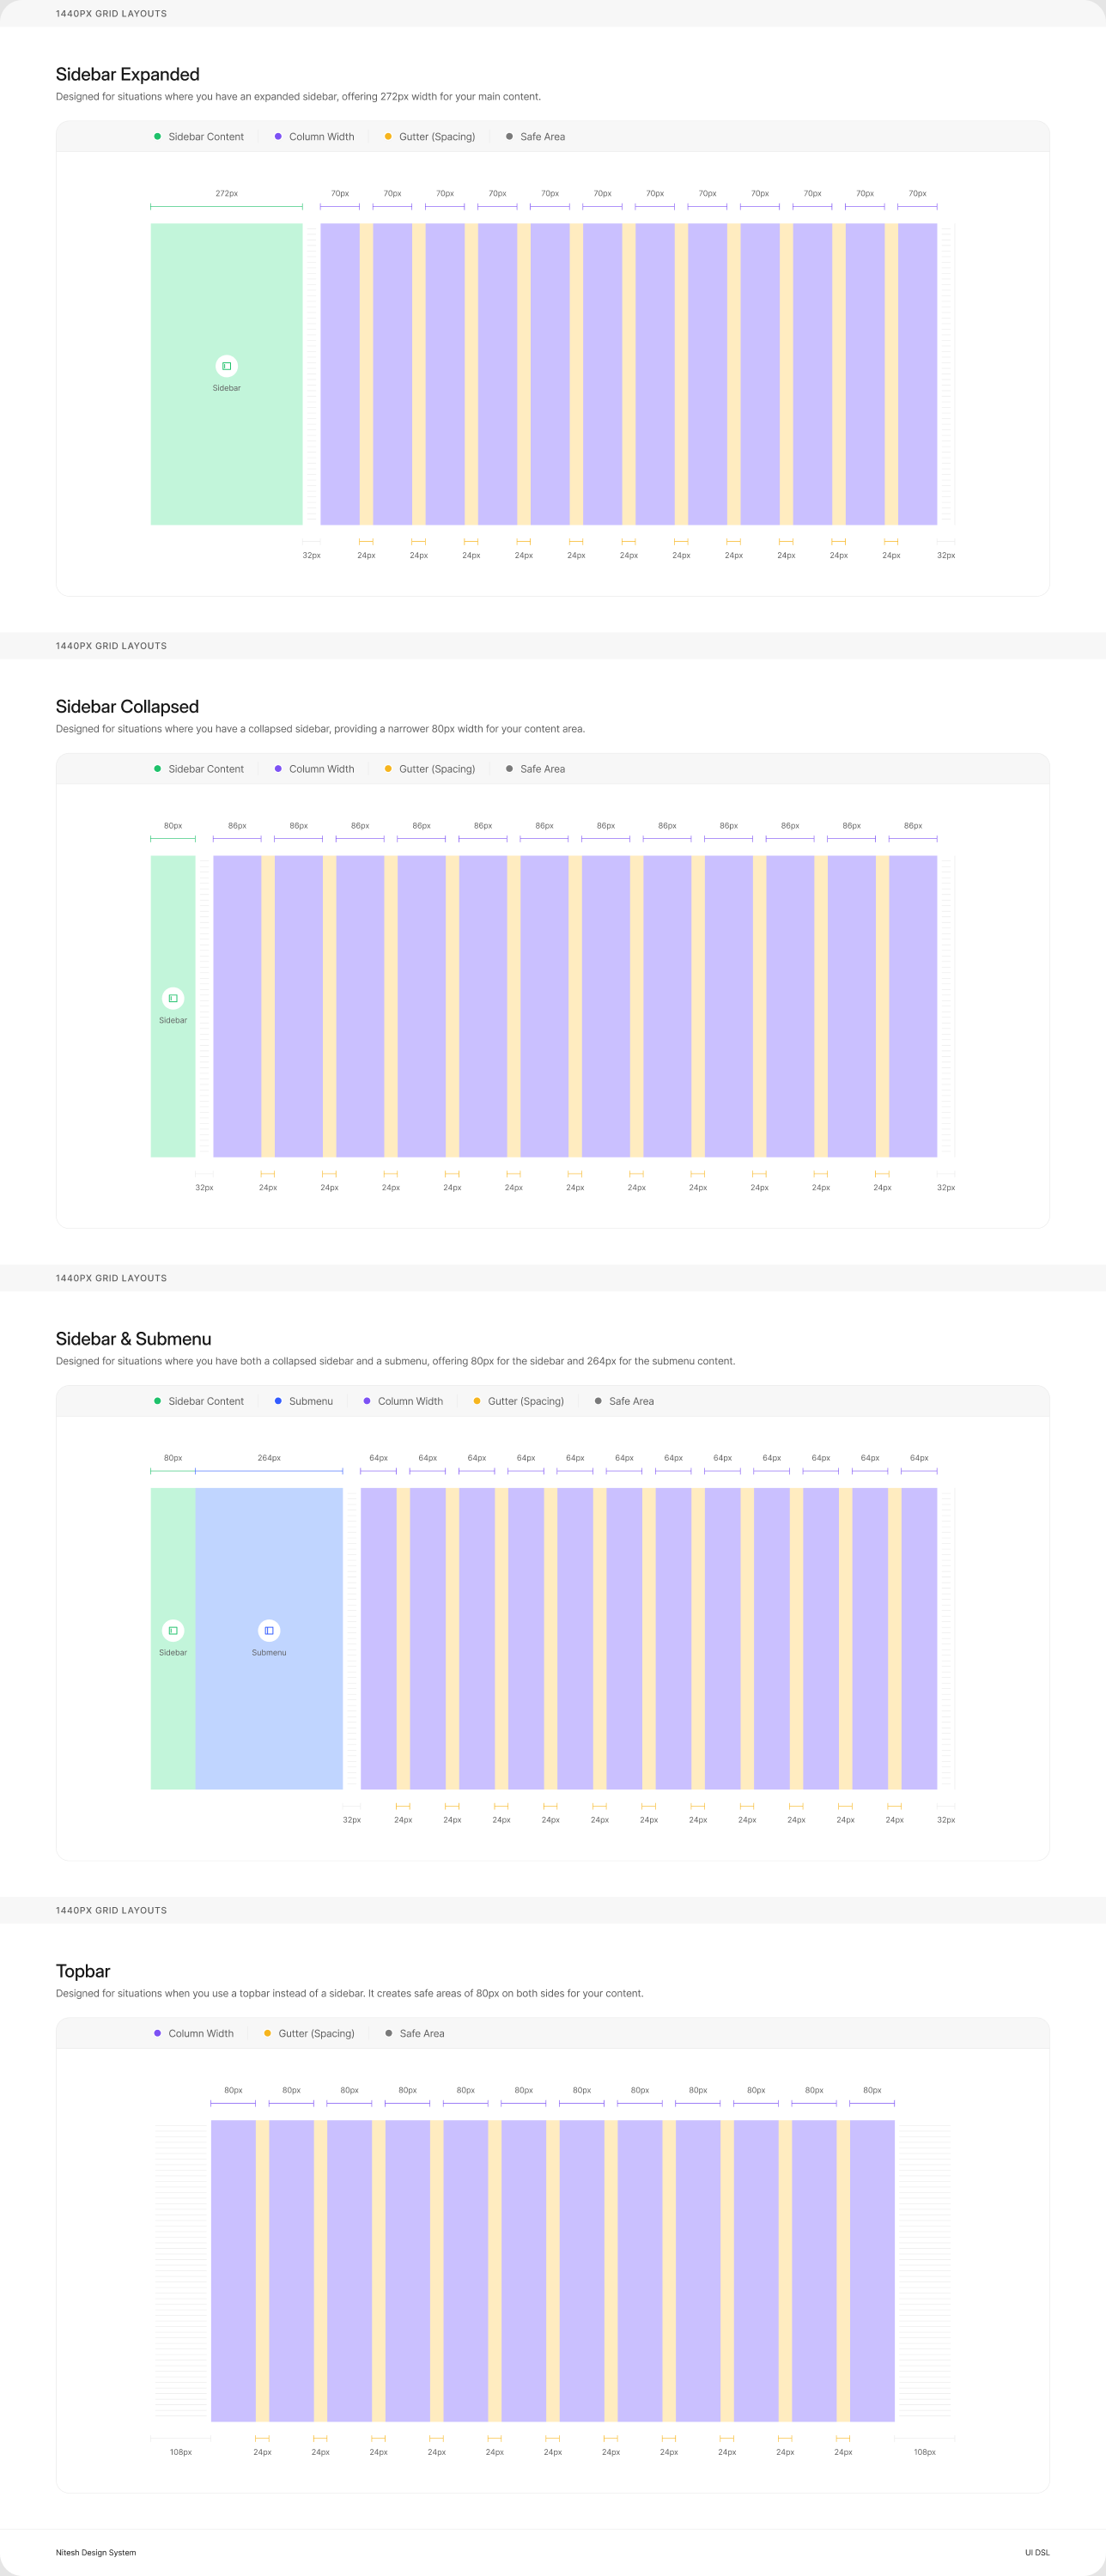 1440PX GRID LAYOUTS
Sidebar Expanded
Designed for situations where you have an expanded sidebar, offering 272px width for your main content.
Sidebar Content Column Width Gutter (Spacing) Safe Area
272px 70px 70px 70px 70px 70px 70px 70px 70px 70px 70px 70px 70px
Sidebar
32px 24px 24px 24px 24px 24px 24px 24px 24px 24px 24px 24px 32px
1440PX GRID LAYOUTS
Sidebar Collapsed
Designed for situations where you have a collapsed sidebar, providing a narrower 80px width for your content area.
Sidebar Content Column Width Gutter (Spacing) Safe Area
80px 86px 86px 86px 86px 86px 86px 86px 86px 86px 86px 86px 86px
Sidebar
32px 24px 24px 24px 24px 24px 24px 24px 24px 24px 24px 24px 32px
1440PX GRID LAYOUTS
Sidebar & Submenu
Designed for situations where you have both a collapsed sidebar and a submenu, offering 80px for the sidebar and 264px for the submenu content.
Sidebar Content Submenu Column Width Gutter (Spacing) Safe Area
80px 264px 64px 64px 64px 64px 64px 64px 64px 64px 64px 64px 64px 64px
Sidebar Submenu
32px 24px 24px 24px 24px 24px 24px 24px 24px 24px 24px 24px 32px
1440PX GRID LAYOUTS
Topbar
Designed for situations when you use a topbar instead of a sidebar. It creates safe areas of 80px on both sides for your content.
Column Width Gutter (Spacing) Safe Area
80px 80px 80px 80px 80px 80px 80px 80px 80px 80px 80px 80px
108px 24px 24px 24px 24px 24px 24px 24px 24px 24px 24px 24px 108px
Nitesh Design System UI DSL